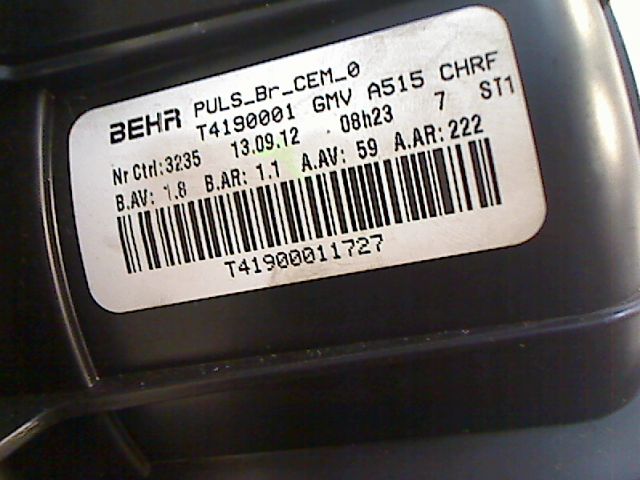 BEHR PULS_Br_CEM_0
T4190001 GMV A515 CHRF
Nr Ctrl:3235 13.09.12 08h23 7 ST1
B.AV: 1.8 B.AR: 1.1 A.AV: 59 A.AR: 222
T41900011727